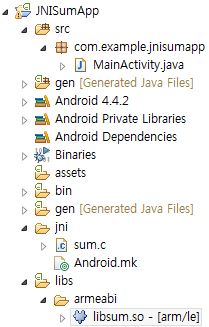 JNISumApp
src
com.example.jnisumapp
MainActivity.java
gen [Generated Java Files]
Android 4.4.2
Android Private Libraries
Android Dependencies
Binaries
assets
bin
gen [Generated Java Files]
jni
sum.c
Android.mk
libs
armeabi
libsum.so - [arm/le]